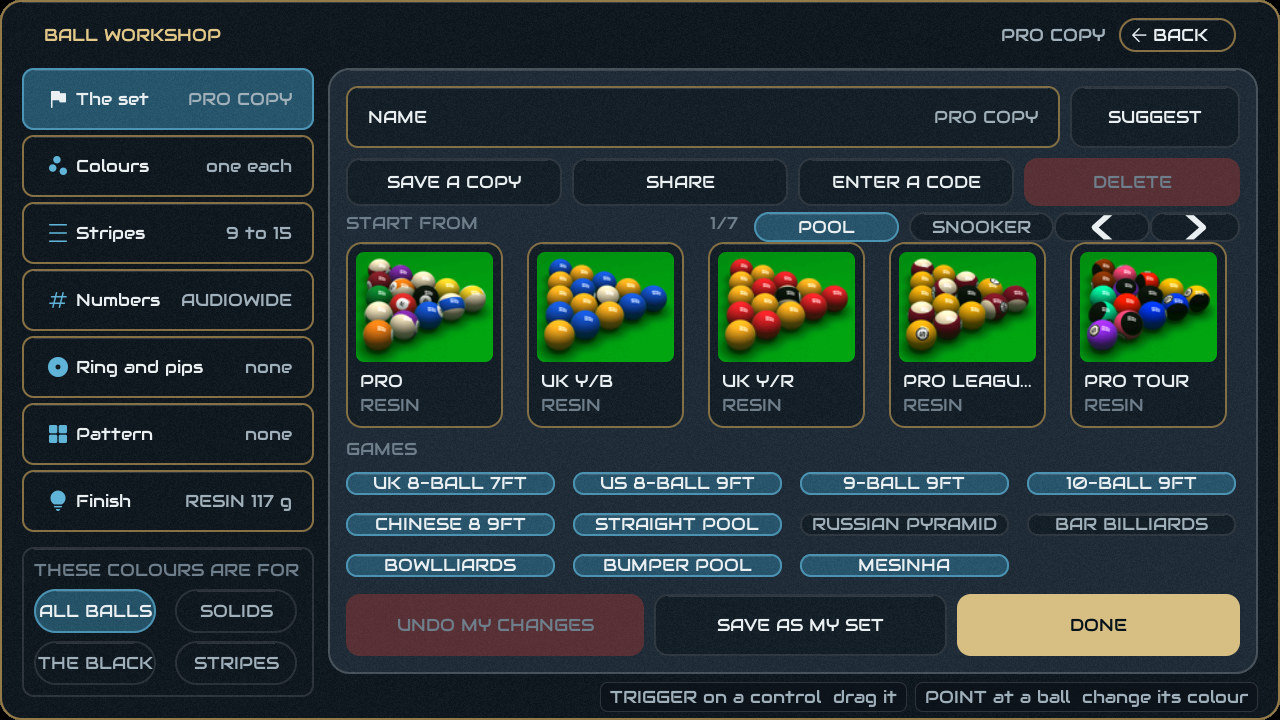 BALL WORKSHOP
PRO COPY
← BACK
The set PRO COPY
Colours one each
Stripes 9 to 15
# Numbers AUDIOWIDE
Ring and pips none
Pattern none
Finish RESIN 117 g
THESE COLOURS ARE FOR
ALL BALLS SOLIDS
THE BLACK STRIPES
NAME PRO COPY SUGGEST
SAVE A COPY SHARE ENTER A CODE DELETE
START FROM 1/7 POOL SNOOKER
PRO
RESIN
UK Y/B
RESIN
UK Y/R
RESIN
PRO LEAGU...
RESIN
PRO TOUR
RESIN
GAMES
UK 8-BALL 7FT US 8-BALL 9FT 9-BALL 9FT 10-BALL 9FT
CHINESE 8 9FT STRAIGHT POOL RUSSIAN PYRAMID BAR BILLIARDS
BOWLLIARDS BUMPER POOL MESINHA
UNDO MY CHANGES SAVE AS MY SET DONE
TRIGGER on a control drag it POINT at a ball change its colour